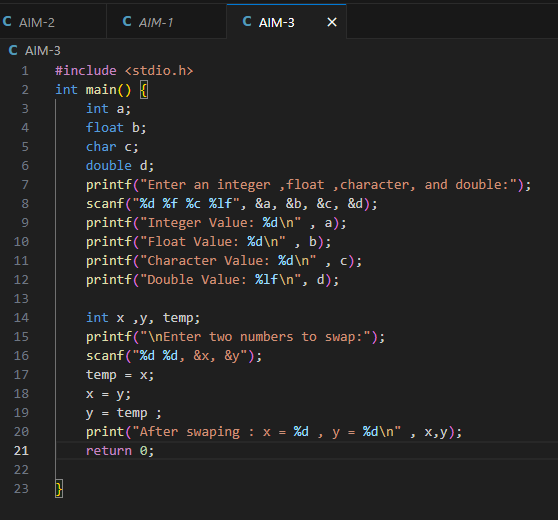 C AIM-2 C AIM-1 C AIM-3 ×
C AIM-3
1 #include <stdio.h>
2 int main() {
3     int a;
4     float b;
5     char c;
6     double d;
7     printf("Enter an integer ,float ,character, and double:");
8     scanf("%d %f %c %lf", &a, &b, &c, &d);
9     printf("Integer Value: %d\n" , a);
10     printf("Float Value: %d\n" , b);
11     printf("Character Value: %d\n" , c);
12     printf("Double Value: %lf\n", d);
13
14     int x ,y, temp;
15     printf("\nEnter two numbers to swap:");
16     scanf("%d %d, &x, &y");
17     temp = x;
18     x = y;
19     y = temp ;
20     print("After swaping : x = %d , y = %d\n" , x,y);
21     return 0;
22
23 }